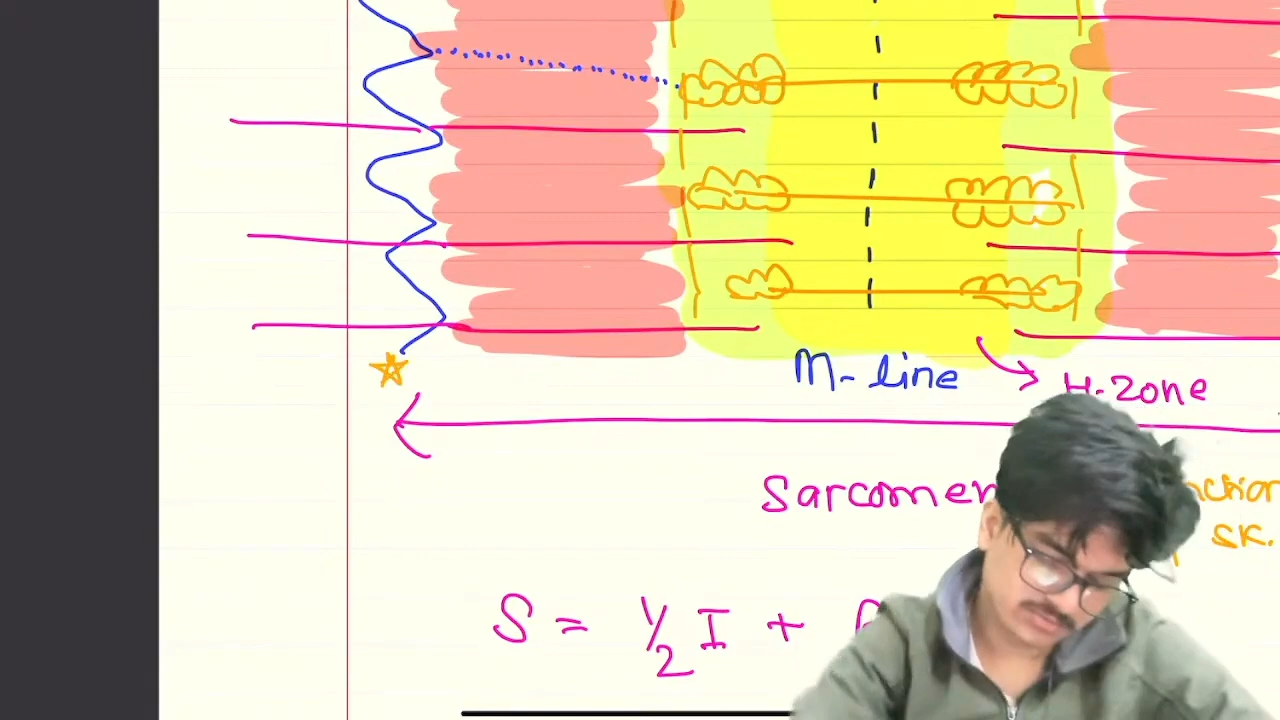 M-line
H-Zone
Sarcomer
sk.
S = 1/2 I +